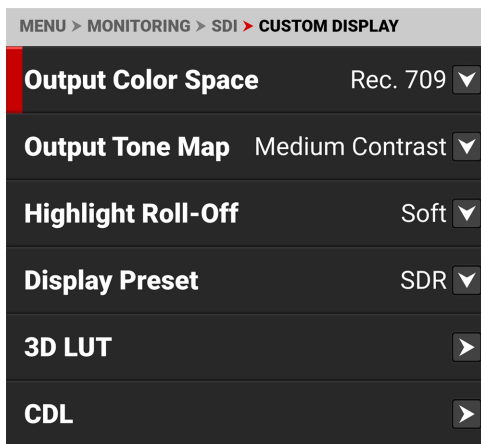 MENU > MONITORING > SDI > CUSTOM DISPLAY
Output Color Space Rec. 709
Output Tone Map Medium Contrast
Highlight Roll-Off Soft
Display Preset SDR
3D LUT
CDL